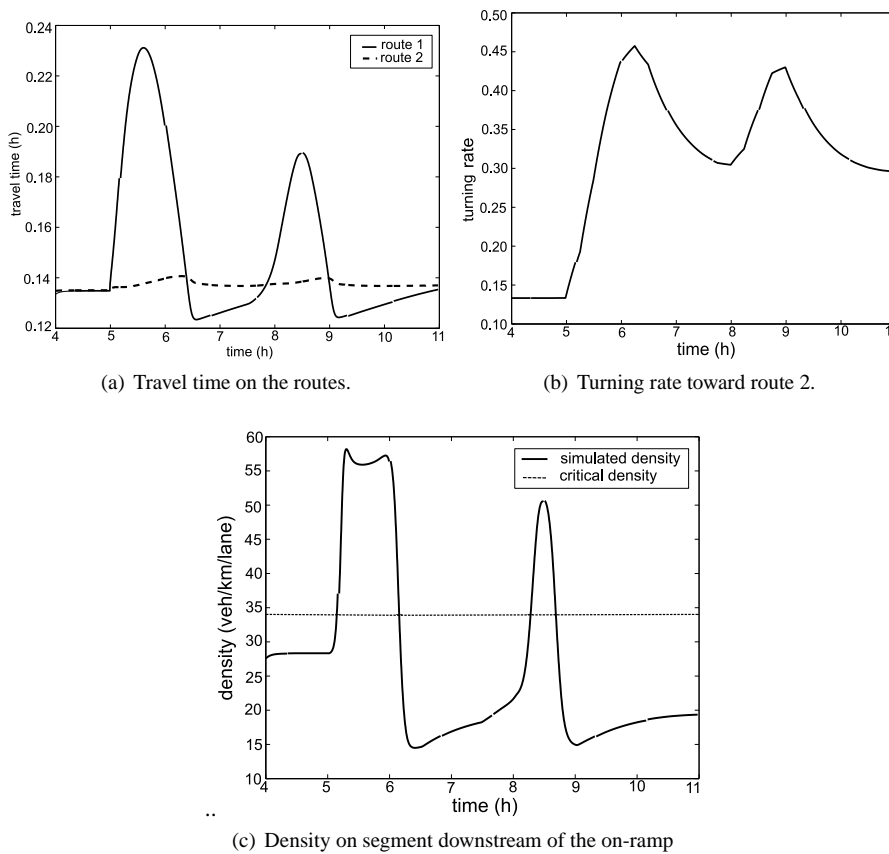 0.24
0.22
0.20
0.18
0.16
0.14
0.12
travel time (h)
route 1
route 2
4 5 6 7 8 9 10 11
time (h)
(a) Travel time on the routes.
0.50
0.45
0.40
0.35
0.30
0.25
0.20
0.15
0.10
turning rate
4 5 6 7 8 9 10 11
time (h)
(b) Turning rate toward route 2.
60
55
50
45
40
35
30
25
20
15
10
density (veh/km/lane)
simulated density
critical density
4 5 6 7 8 9 10 11
time (h)
..
(c) Density on segment downstream of the on-ramp